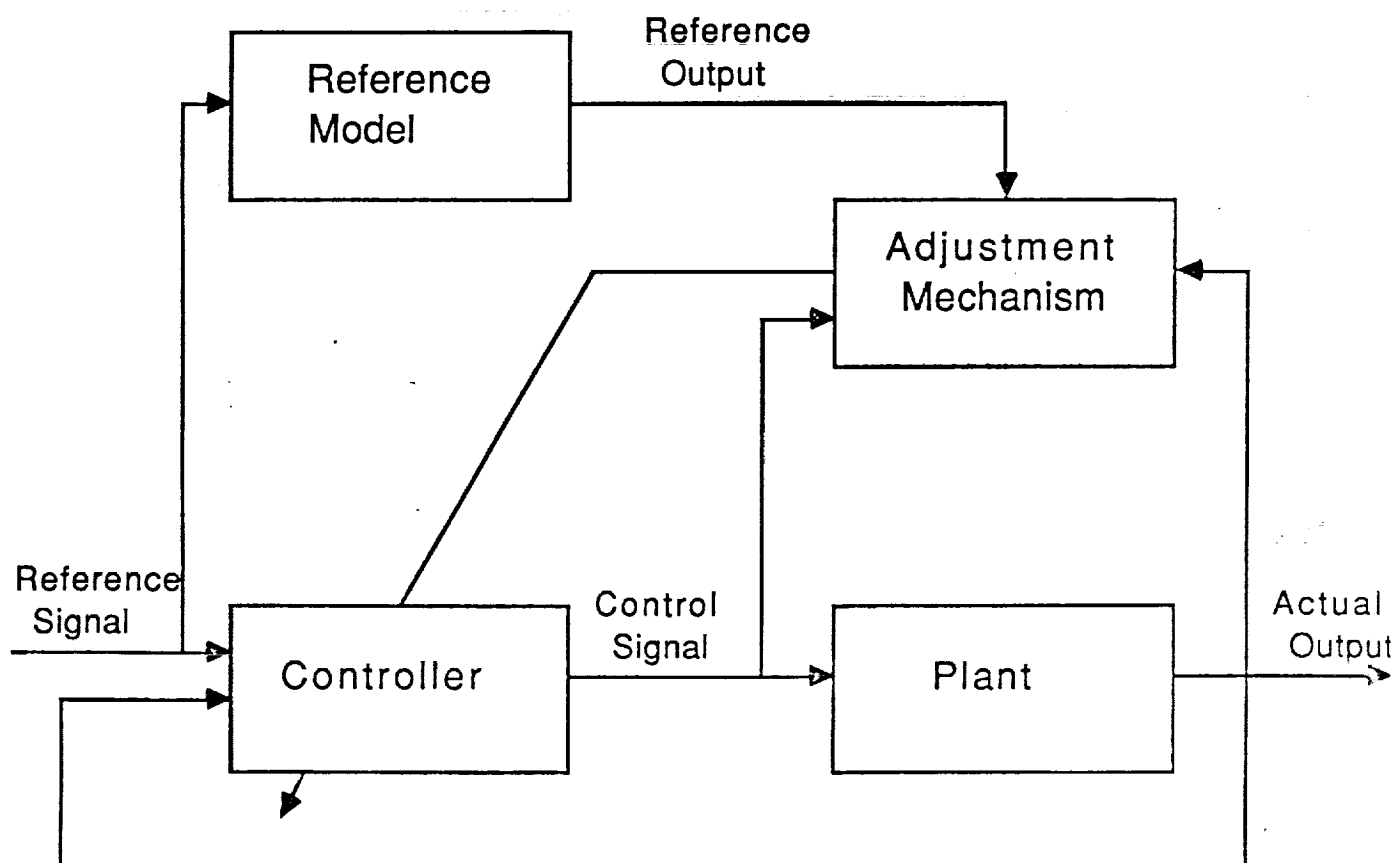 Reference
Output
Reference
Model
Adjustment
Mechanism
Reference
Signal
Control
Signal
Actual
Output
Controller
Plant